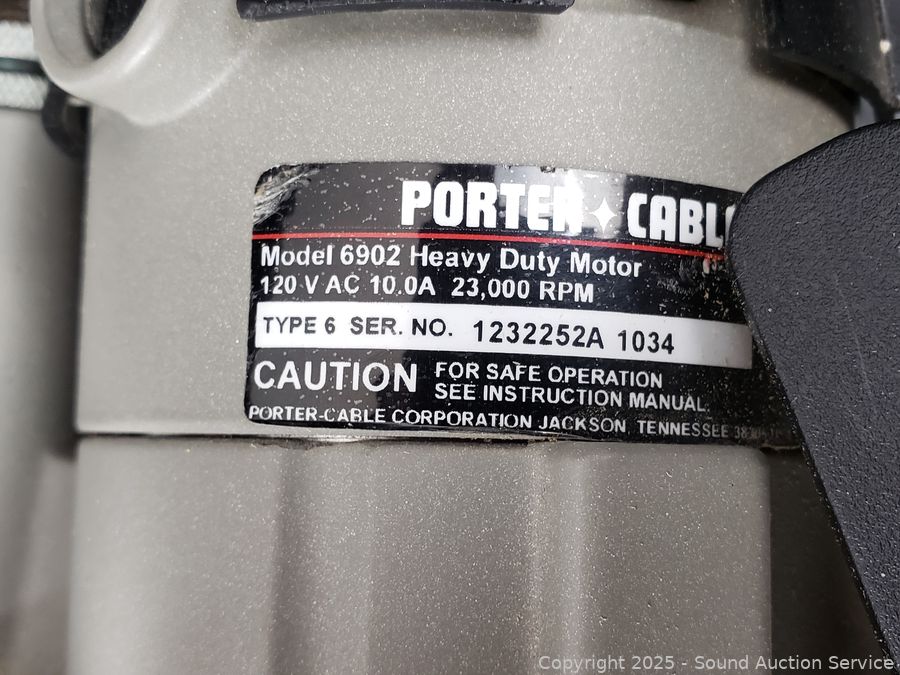 PORTER CABLE
Model 6902 Heavy Duty Motor
120 V AC 10.0A 23,000 RPM
TYPE 6 SER. NO. 1232252A 1034
CAUTION FOR SAFE OPERATION
SEE INSTRUCTION MANUAL.
PORTER-CABLE CORPORATION JACKSON, TENNESSEE
Copyright 2025 - Sound Auction Service